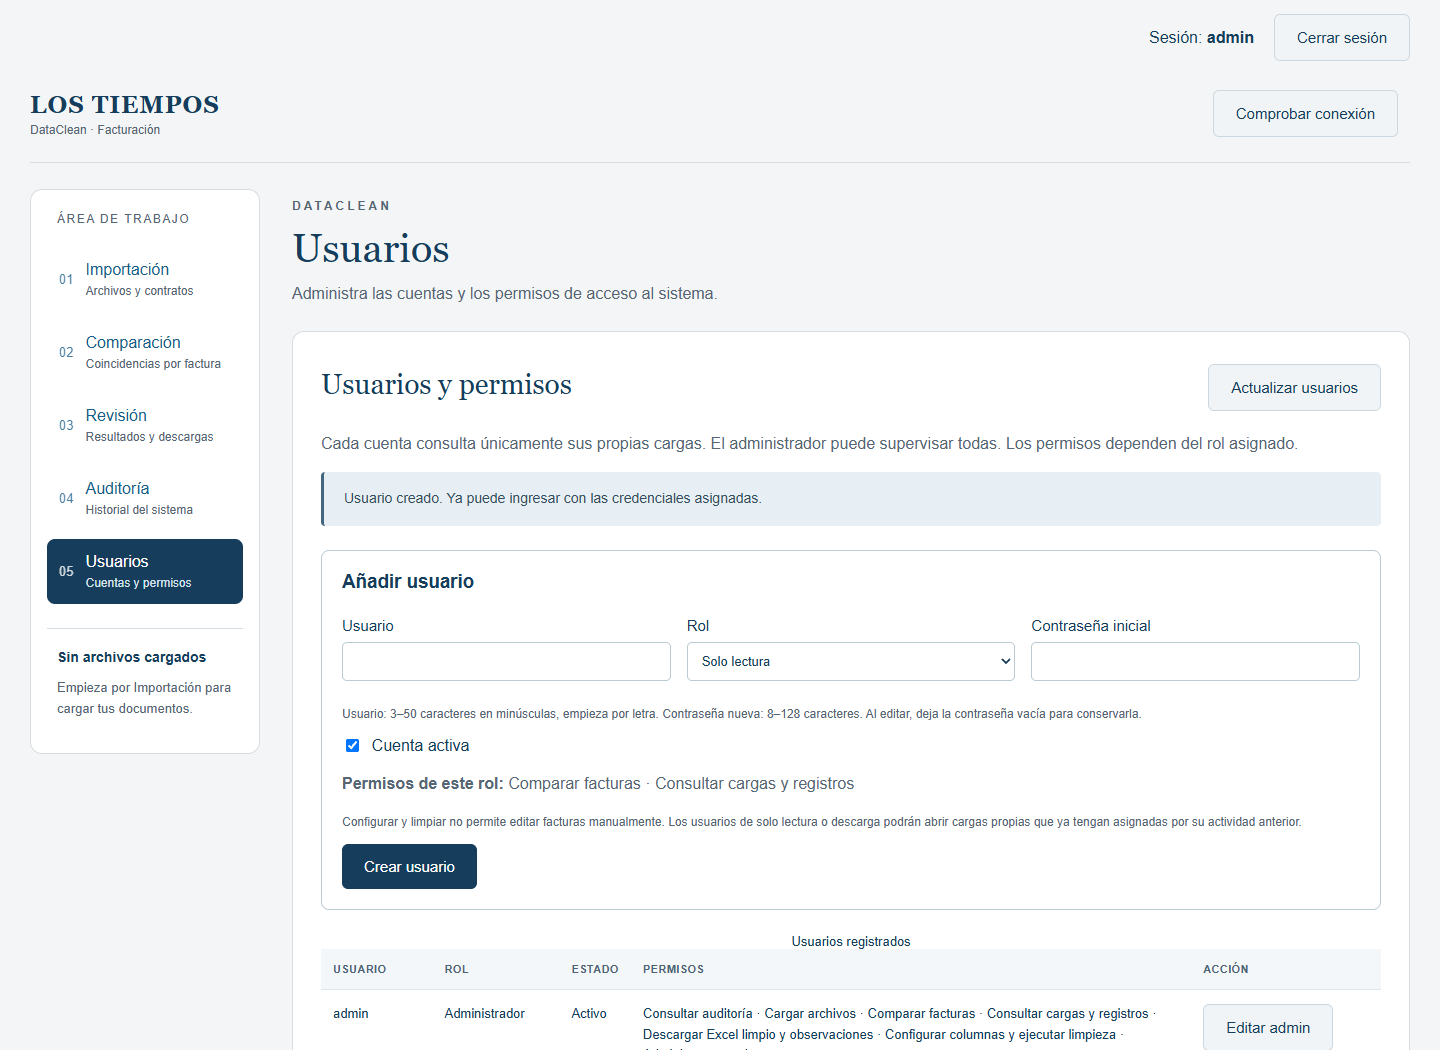 Sesión: admin
Cerrar sesión
LOS TIEMPOS
DataClean · Facturación
Comprobar conexión
ÁREA DE TRABAJO
01 Importación
Archivos y contratos
02 Comparación
Coincidencias por factura
03 Revisión
Resultados y descargas
04 Auditoría
Historial del sistema
05 Usuarios
Cuentas y permisos
Sin archivos cargados
Empieza por Importación para
cargar tus documentos.
DATACLEAN
Usuarios
Administra las cuentas y los permisos de acceso al sistema.
Usuarios y permisos
Actualizar usuarios
Cada cuenta consulta únicamente sus propias cargas. El administrador puede supervisar todas. Los permisos dependen del rol asignado.
Usuario creado. Ya puede ingresar con las credenciales asignadas.
Añadir usuario
Usuario Rol Contraseña inicial
Solo lectura
Usuario: 3–50 caracteres en minúsculas, empieza por letra. Contraseña nueva: 8–128 caracteres. Al editar, deja la contraseña vacía para conservarla.
Cuenta activa
Permisos de este rol: Comparar facturas · Consultar cargas y registros
Configurar y limpiar no permite editar facturas manualmente. Los usuarios de solo lectura o descarga podrán abrir cargas propias que ya tengan asignadas por su actividad anterior.
Crear usuario
Usuarios registrados
USUARIO ROL ESTADO PERMISOS ACCIÓN
admin Administrador Activo Consultar auditoría · Cargar archivos · Comparar facturas · Consultar cargas y registros ·
Descargar Excel limpio y observaciones · Configurar columnas y ejecutar limpieza ·
Editar admin